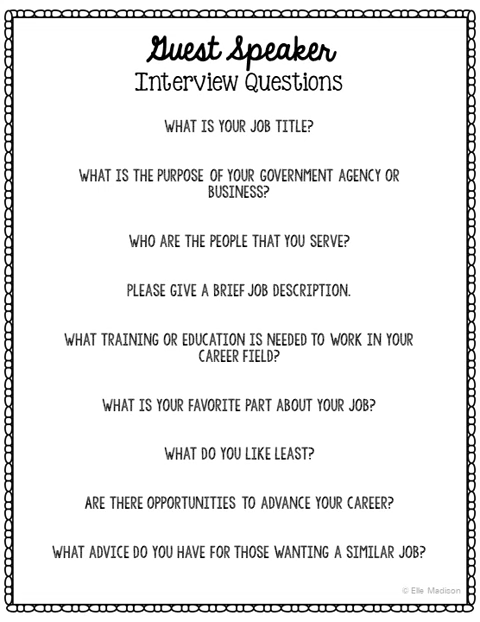 Guest Speaker
Interview Questions
WHAT IS YOUR JOB TITLE?
WHAT IS THE PURPOSE OF YOUR GOVERNMENT AGENCY OR
BUSINESS?
WHO ARE THE PEOPLE THAT YOU SERVE?
PLEASE GIVE A BRIEF JOB DESCRIPTION.
WHAT TRAINING OR EDUCATION IS NEEDED TO WORK IN YOUR
CAREER FIELD?
WHAT IS YOUR FAVORITE PART ABOUT YOUR JOB?
WHAT DO YOU LIKE LEAST?
ARE THERE OPPORTUNITIES TO ADVANCE YOUR CAREER?
WHAT ADVICE DO YOU HAVE FOR THOSE WANTING A SIMILAR JOB?
© Elle Madison